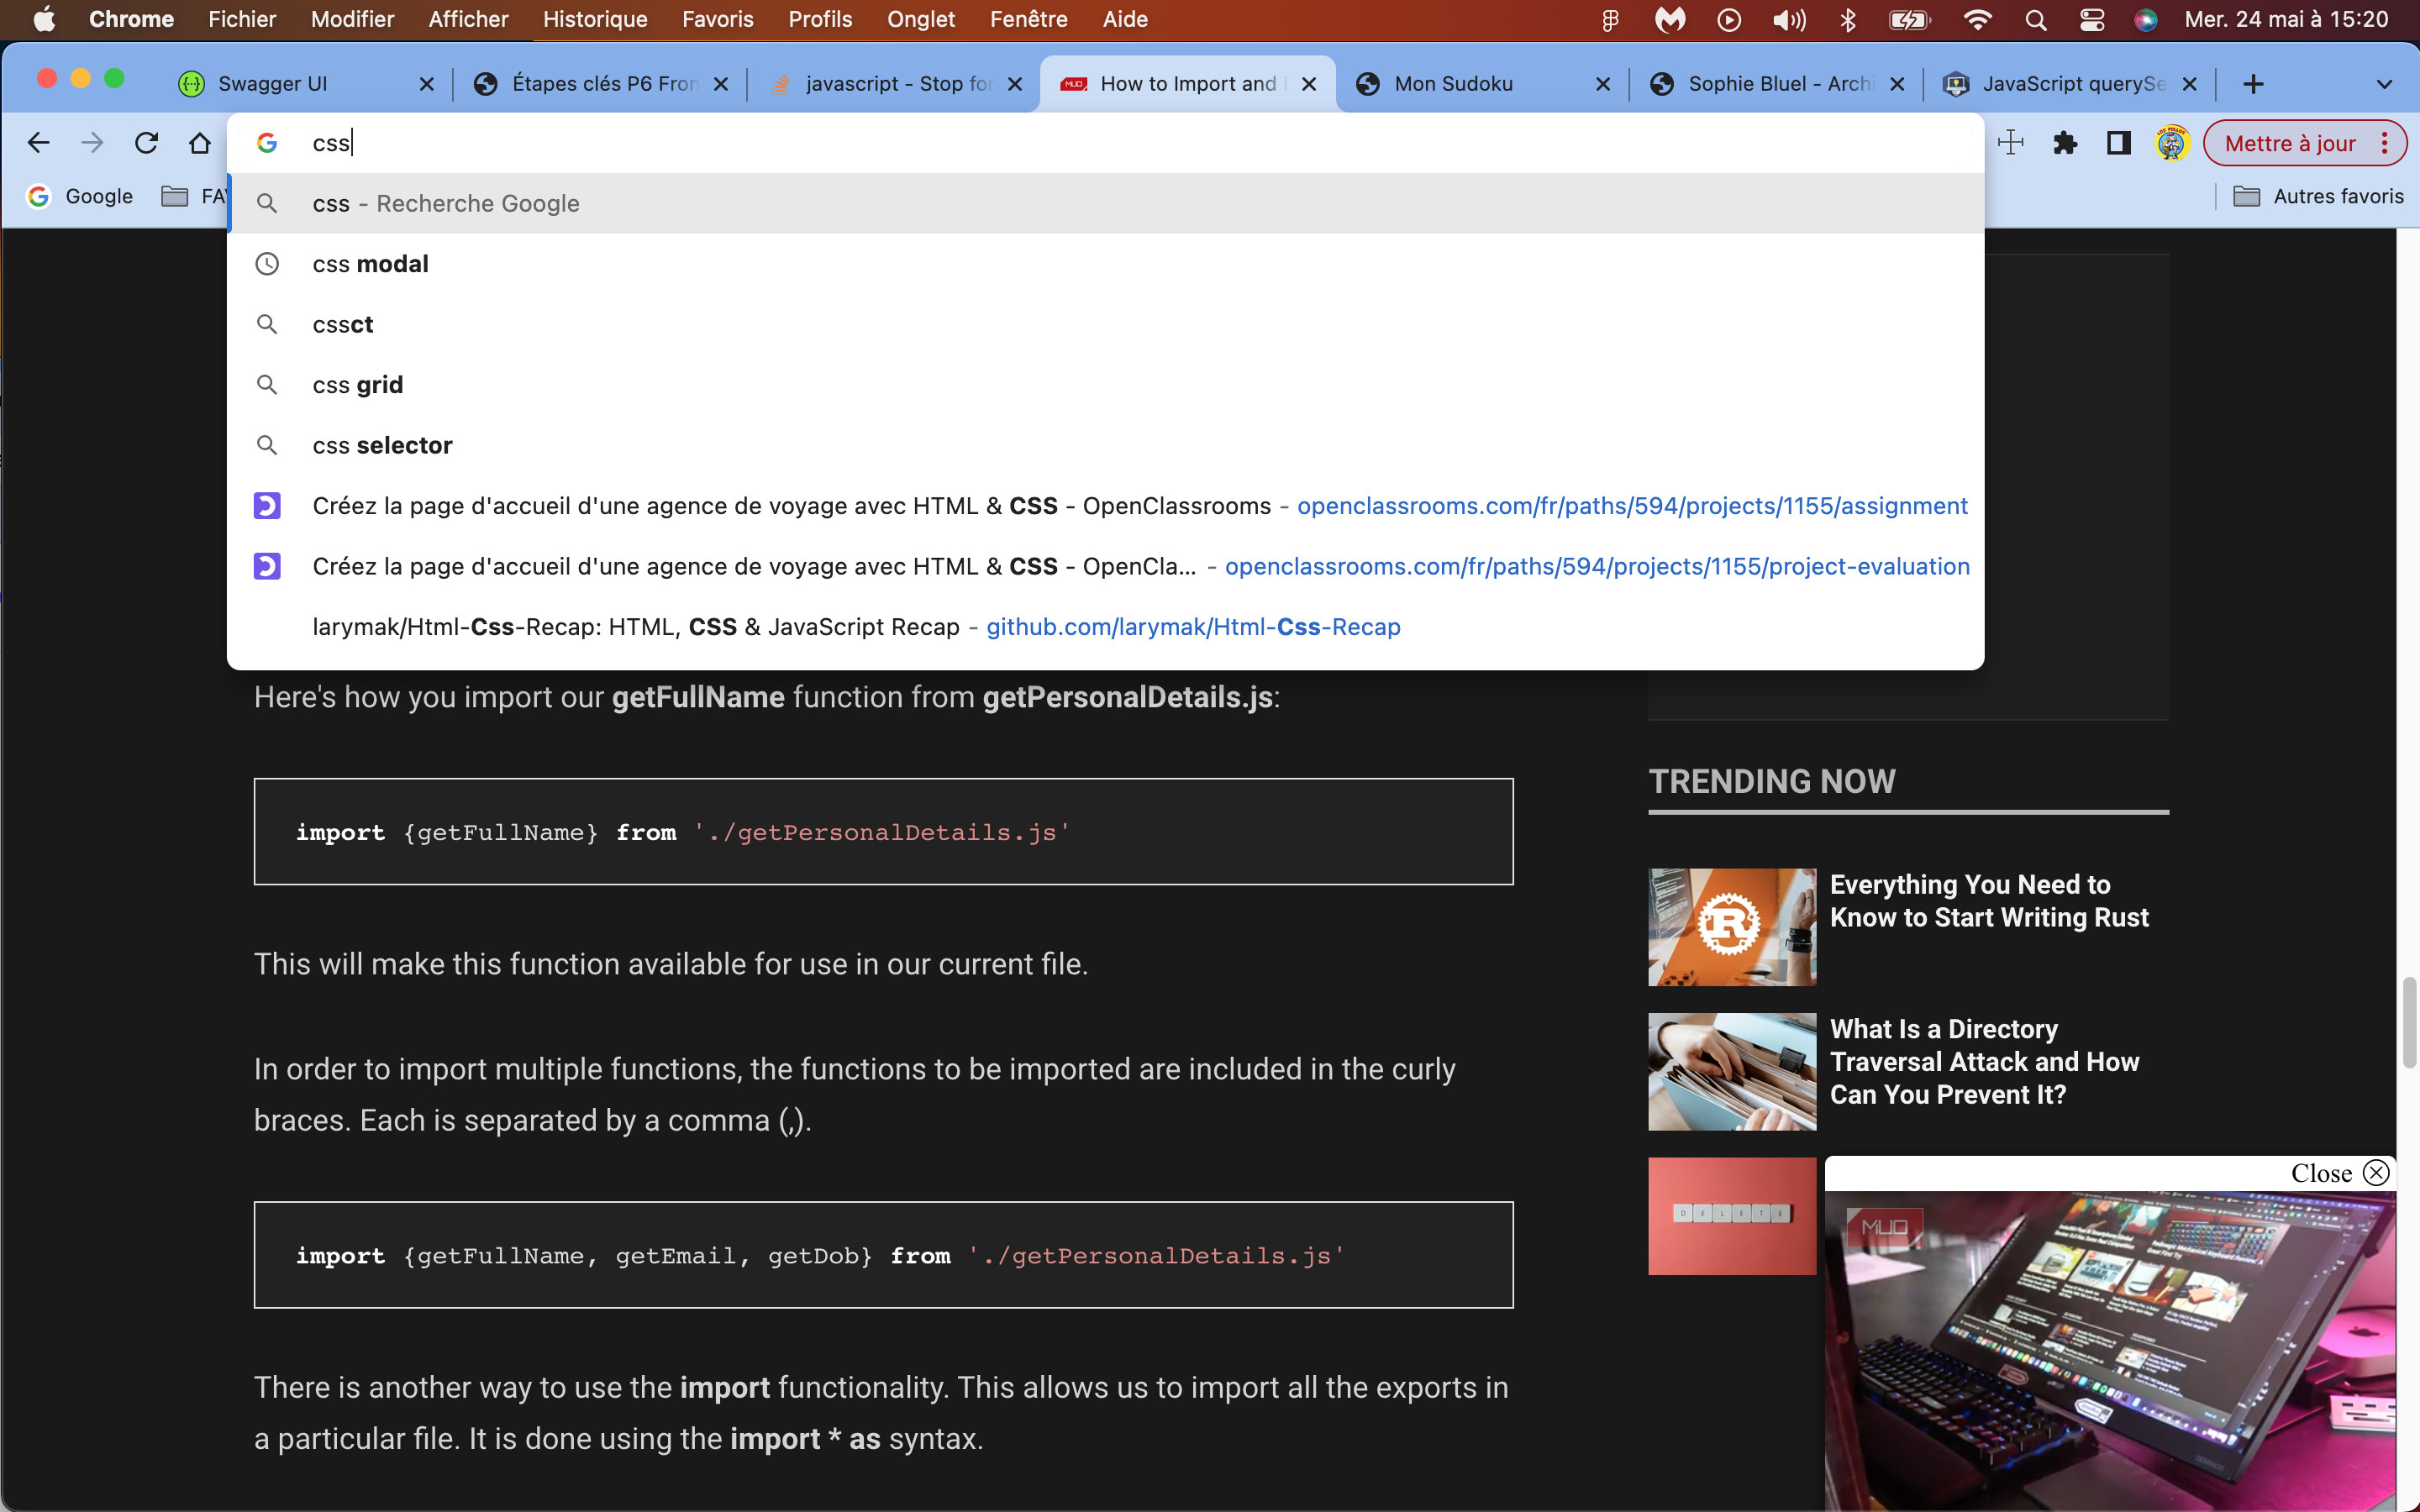 Chrome Fichier Modifier Afficher Historique Favoris Profils Onglet Fenêtre Aide Mer. 24 mai à 15:20
Swagger UI Étapes clés P6 Fron javascript - Stop for How to Import and Mon Sudoku Sophie Bluel - Archi JavaScript querySe
css Mettre à jour
Google FAV Autres favoris
css - Recherche Google
css modal
cssct
css grid
css selector
Créez la page d'accueil d'une agence de voyage avec HTML & CSS - OpenClassrooms - openclassrooms.com/fr/paths/594/projects/1155/assignment
Créez la page d'accueil d'une agence de voyage avec HTML & CSS - OpenCla... - openclassrooms.com/fr/paths/594/projects/1155/project-evaluation
larymak/Html-Css-Recap: HTML, CSS & JavaScript Recap - github.com/larymak/Html-Css-Recap
Here's how you import our getFullName function from getPersonalDetails.js:
import {getFullName} from './getPersonalDetails.js'
This will make this function available for use in our current file.
In order to import multiple functions, the functions to be imported are included in the curly
braces. Each is separated by a comma (,).
import {getFullName, getEmail, getDob} from './getPersonalDetails.js'
There is another way to use the import functionality. This allows us to import all the exports in
a particular file. It is done using the import * as syntax.
TRENDING NOW
Everything You Need to
Know to Start Writing Rust
What Is a Directory
Traversal Attack and How
Can You Prevent It?
DELETE
Close
MUO